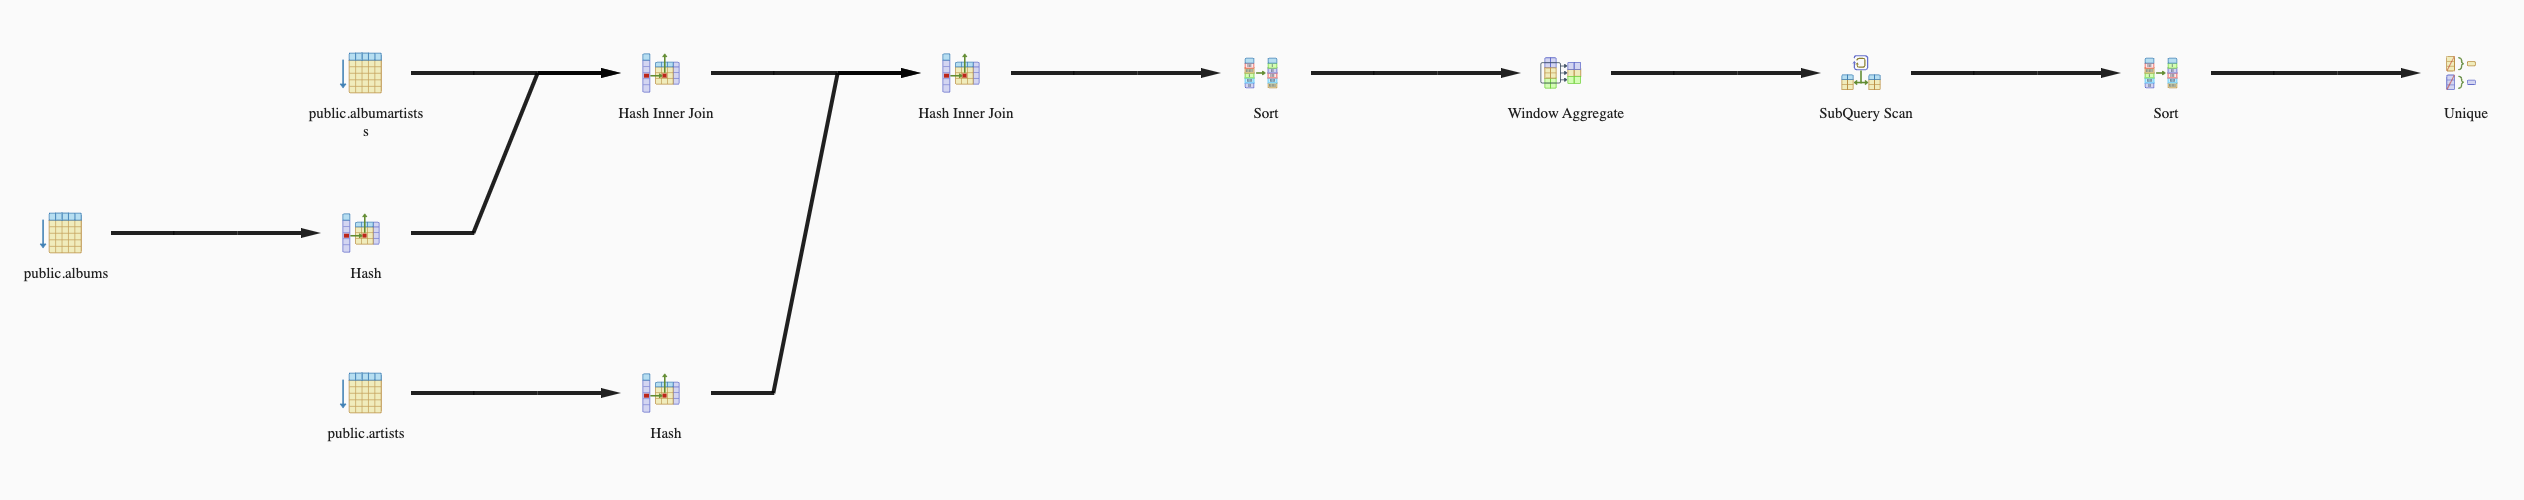 public.albumartists
s
Hash Inner Join
Hash Inner Join
Sort
Window Aggregate
SubQuery Scan
Sort
Unique
public.albums
Hash
public.artists
Hash